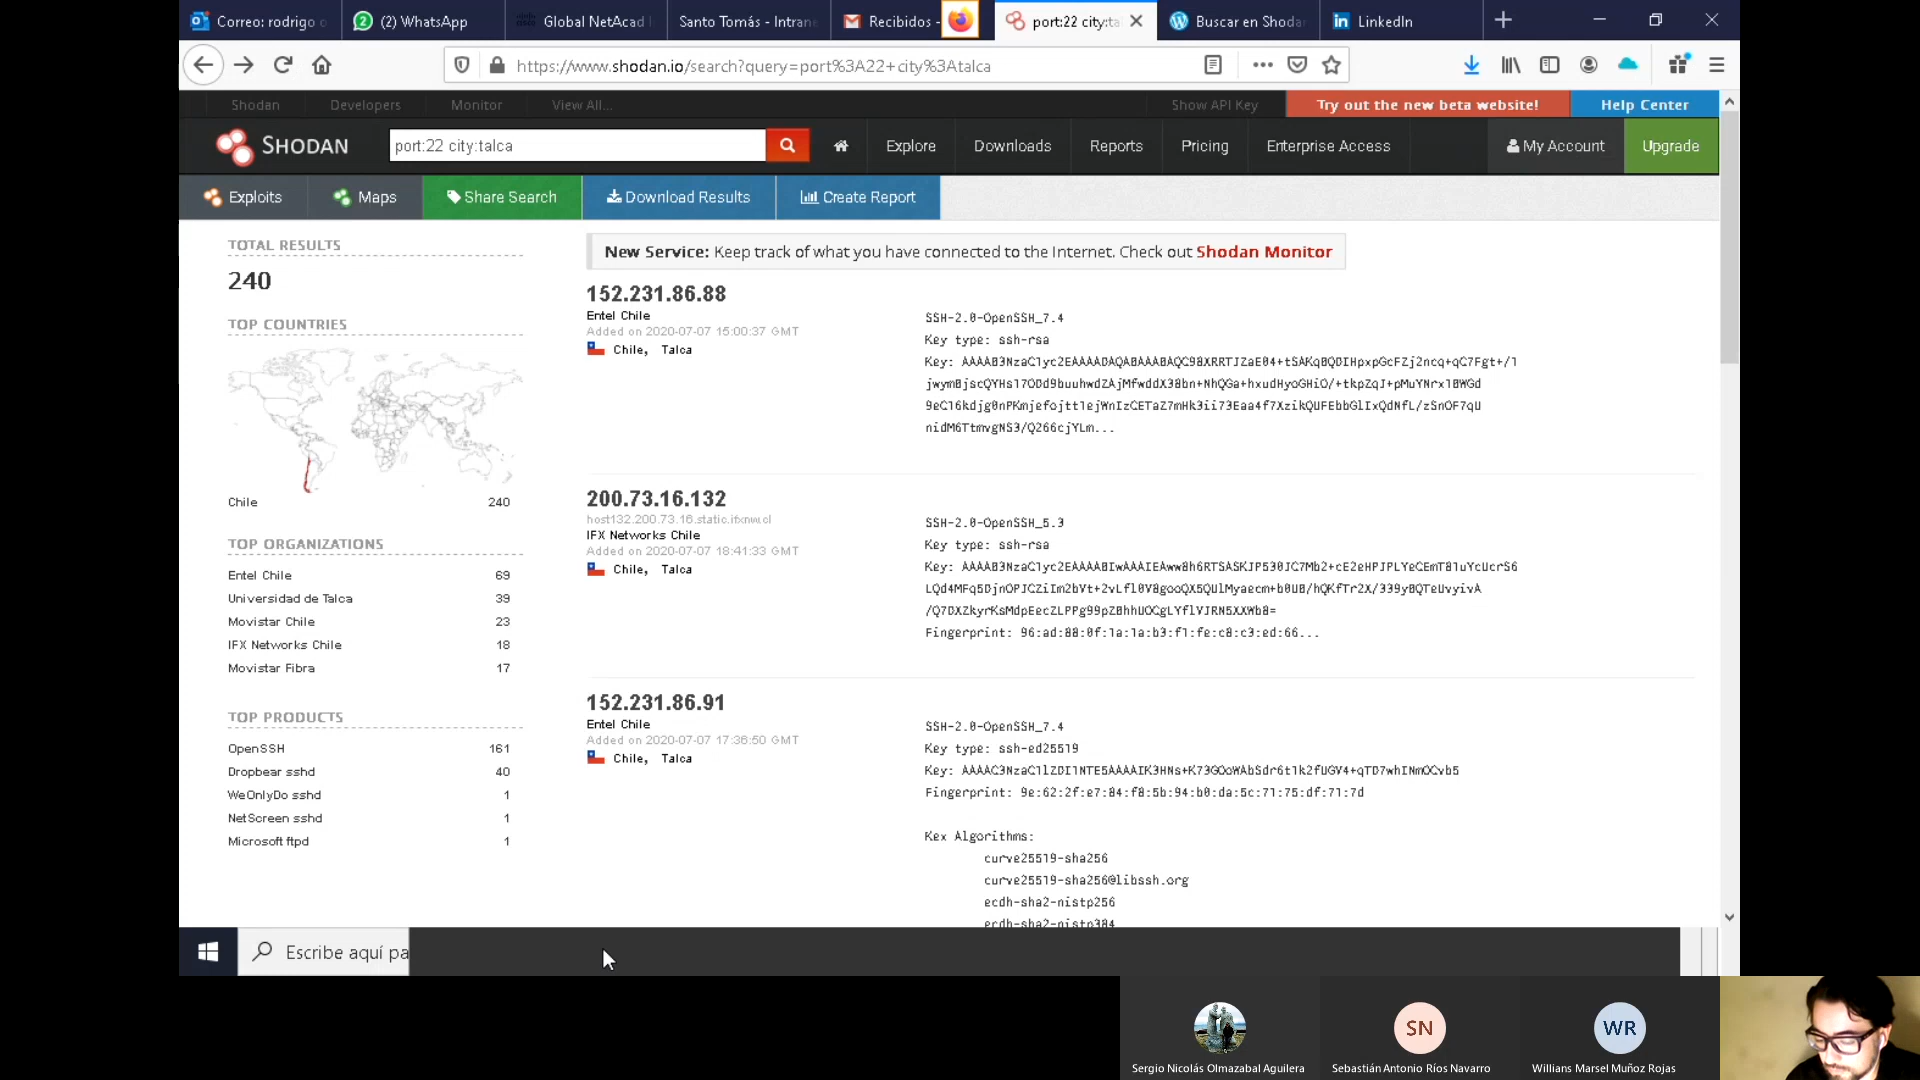 Correo: rodrigo o
(2) WhatsApp
Global NetAcad
Santo Tomás - Intrane
Recibidos -
port:22 city:ta
Buscar en Shodan
LinkedIn
https://www.shodan.io/search?query=port%3A22+city%3Atalca
Shodan
Developers
Monitor
View All...
Show API Key
Try out the new beta website!
Help Center
SHODAN
port:22 city:talca
Explore
Downloads
Reports
Pricing
Enterprise Access
My Account
Upgrade
Exploits
Maps
Share Search
Download Results
Create Report
TOTAL RESULTS
240
TOP COUNTRIES
Chile 240
TOP ORGANIZATIONS
Entel Chile 69
Universidad de Talca 39
Movistar Chile 23
IFX Networks Chile 18
Movistar Fibra 17
TOP PRODUCTS
OpenSSH 161
Dropbear sshd 40
WeOnlyDo sshd 1
NetScreen sshd 1
Microsoft ftpd 1
New Service: Keep track of what you have connected to the Internet. Check out Shodan Monitor
152.231.86.88
Entel Chile
Added on 2020-07-07 15:00:37 GMT
Chile, Talca
SSH-2.0-OpenSSH_7.4
Key type: ssh-rsa
Key:
200.73.16.132
IFX Networks Chile
Added on 2020-07-07 18:41:33 GMT
Chile, Talca
SSH-2.0-OpenSSH_5.3
Key type: ssh-rsa
Key:
Fingerprint: 96:ad:88:0f:1a:1a:b3:f1:fe:c8:c3:ed:66...
152.231.86.91
Entel Chile
Added on 2020-07-07 17:36:50 GMT
Chile, Talca
SSH-2.0-OpenSSH_7.4
Key type: ssh-ed25519
Key:
Fingerprint: 9e:62:2f:e7:84:f8:5b:94:b0:da:5c:71:75:df:71:7d
Kex Algorithms:
curve25519-sha256
curve25519-sha256@libssh.org
ecdh-sha2-nistp256
ecdh-sha2-nistp384
Escribe aquí pa
SN
WR
Sergio Nicolás Olmazabal Aguilera
Sebastián Antonio Ríos Navarro
Willians Marsel Muñoz Rojas